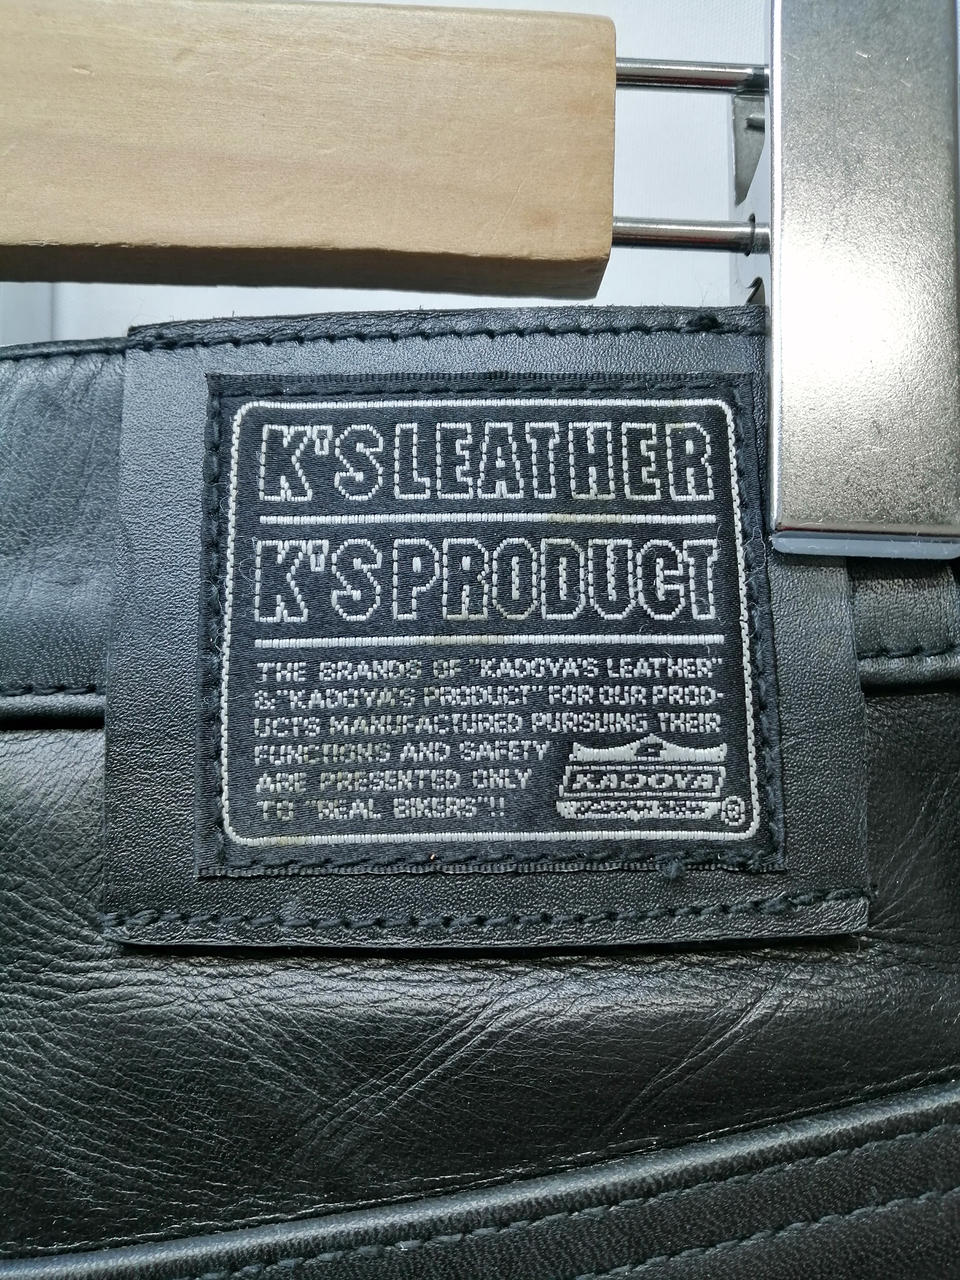 K'S LEATHER
K'S PRODUCT
THE BRANDS OF "KADOYA'S LEATHER"
& "KADOYA'S PRODUCT" FOR OUR PROD-
UCTS MANUFACTURED PURSUING THEIR
FUNCTIONS AND SAFETY
ARE PRESENTED ONLY
TO "REAL BIKERS"!!
KADOYA
®